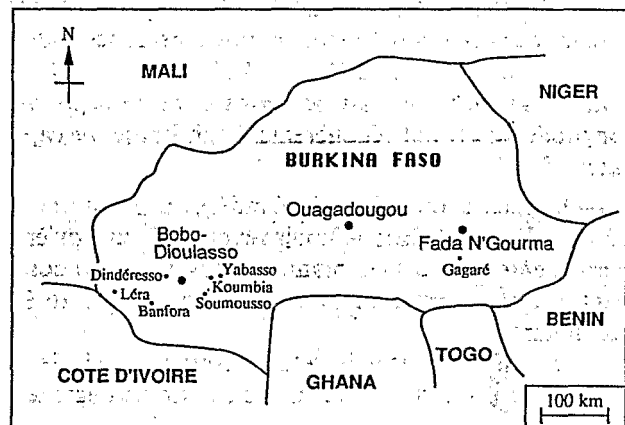 N
MALI
NIGER
BURKINA FASO
Ouagadougou
Bobo-
Dioulasso
Fada N'Gourma
Gagaré
Dindéresso
Yabasso
Koumbia
Léra
Soumousso
Banfora
BENIN
TOGO
COTE D'IVOIRE
GHANA
100 km